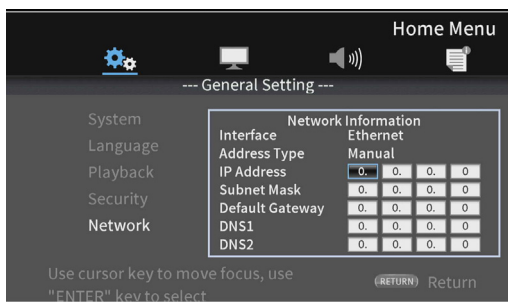 Home Menu
--- General Setting ---
System
Language
Playback
Security
Network
Network Information
Interface Ethernet
Address Type Manual
IP Address 0. 0. 0. 0
Subnet Mask 0. 0. 0. 0
Default Gateway 0. 0. 0. 0
DNS1 0. 0. 0. 0
DNS2 0. 0. 0. 0
Use cursor key to move focus, use
"ENTER" key to select
RETURN Return